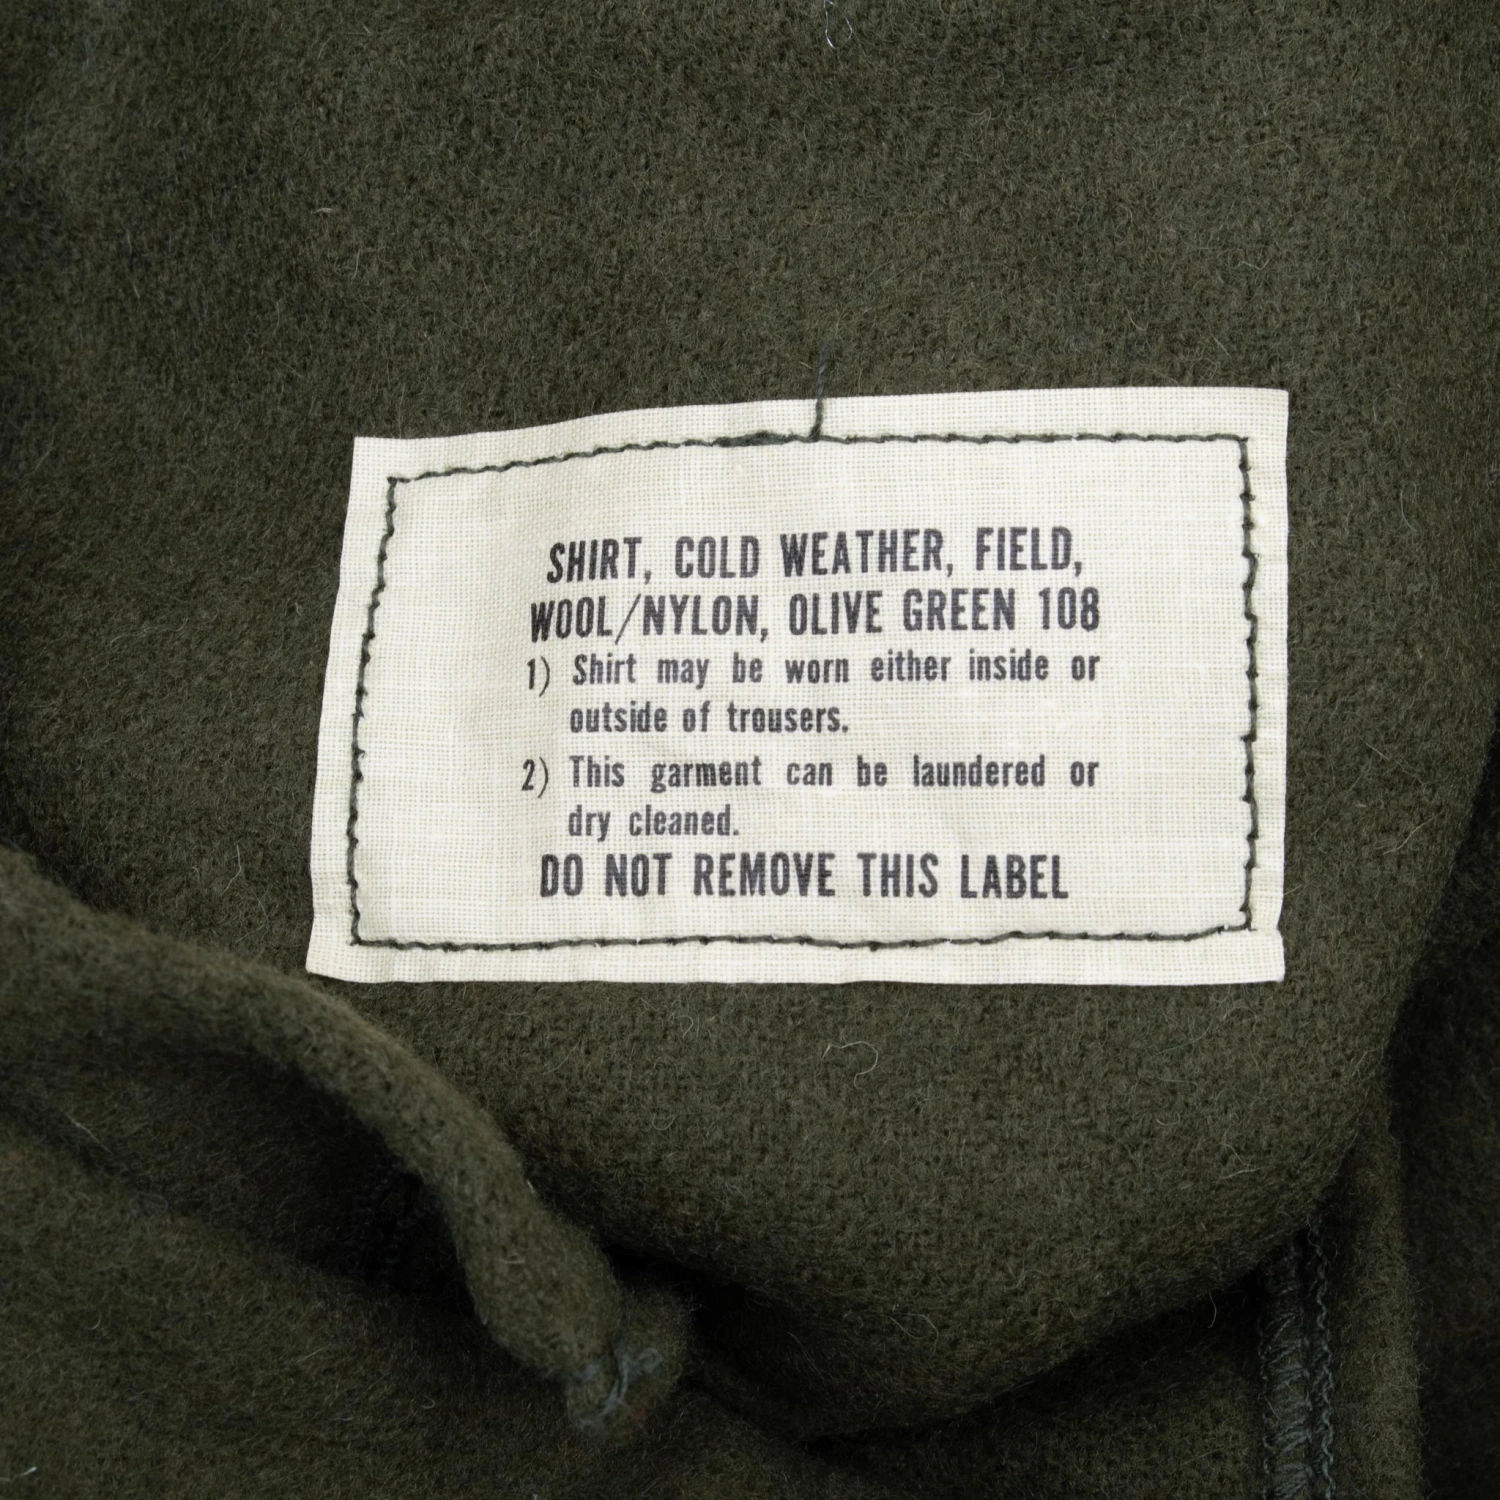 SHIRT, COLD WEATHER, FIELD,
WOOL/NYLON, OLIVE GREEN 108
1) Shirt may be worn either inside or
outside of trousers.
2) This garment can be laundered or
dry cleaned.
DO NOT REMOVE THIS LABEL